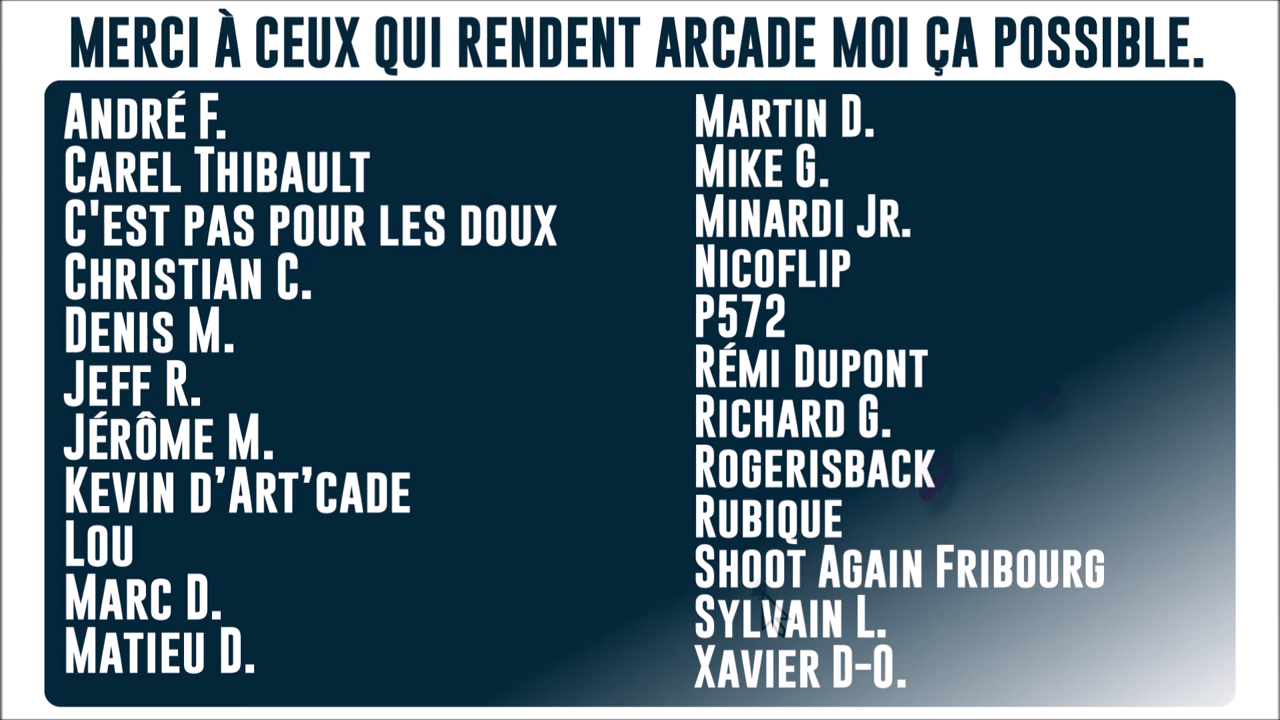 MERCI À CEUX QUI RENDENT ARCADE MOI ÇA POSSIBLE.
ANDRÉ F.
CAREL THIBAULT
C'EST PAS POUR LES DOUX
CHRISTIAN C.
DENIS M.
JEFF R.
JÉRÔME M.
KEVIN D’ART’CADE
LOU
MARC D.
MATIEU D.
MARTIN D.
MIKE G.
MINARDI JR.
NICOFLIP
P572
RÉMI DUPONT
RICHARD G.
ROGERISBACK
RUBIQUE
SHOOT AGAIN FRIBOURG
SYLVAIN L.
XAVIER D-O.